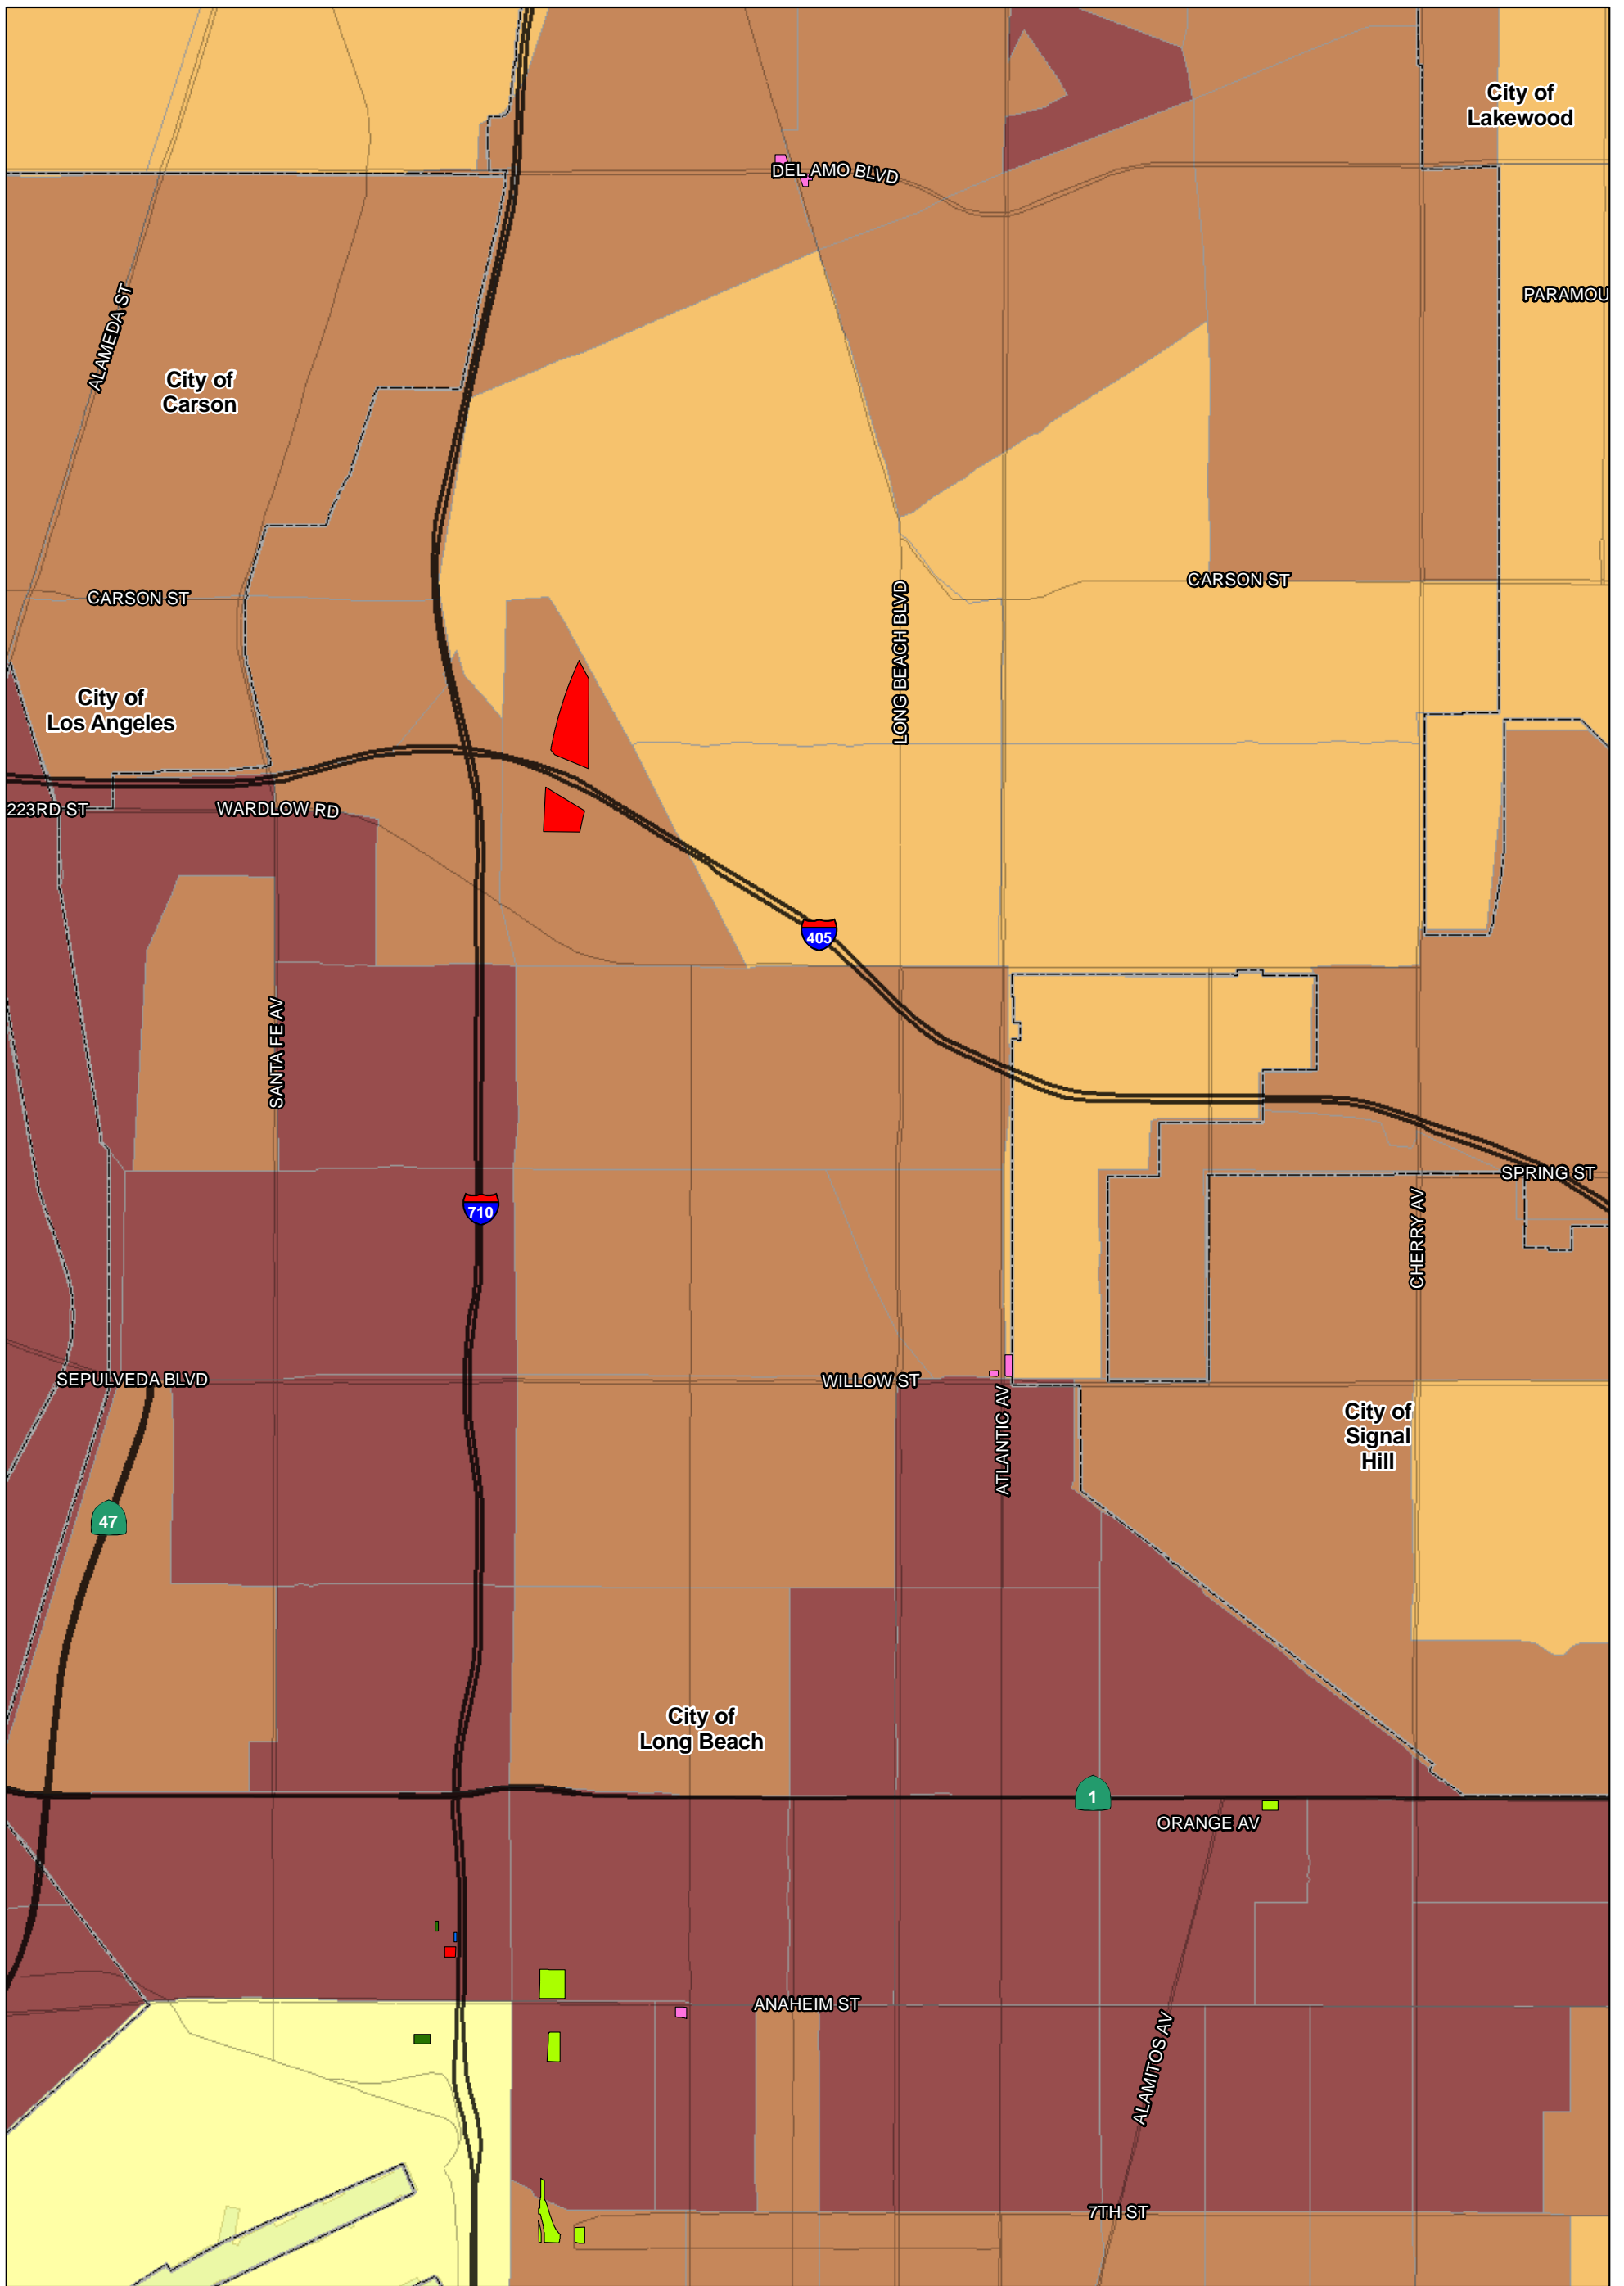 City of
Lakewood
DEL AMO BLVD
PARAMOU
ALAMEDA ST
City of
Carson
CARSON ST
CARSON ST
LONG BEACH BLVD
City of
Los Angeles
223RD ST
WARDLOW RD
405
SANTA FE AV
SPRING ST
710
CHERRY AV
SEPULVEDA BLVD
WILLOW ST
ATLANTIC AV
City of
Signal
Hill
47
City of
Long Beach
1
ORANGE AV
ANAHEIM ST
ALAMITOS AV
7TH ST